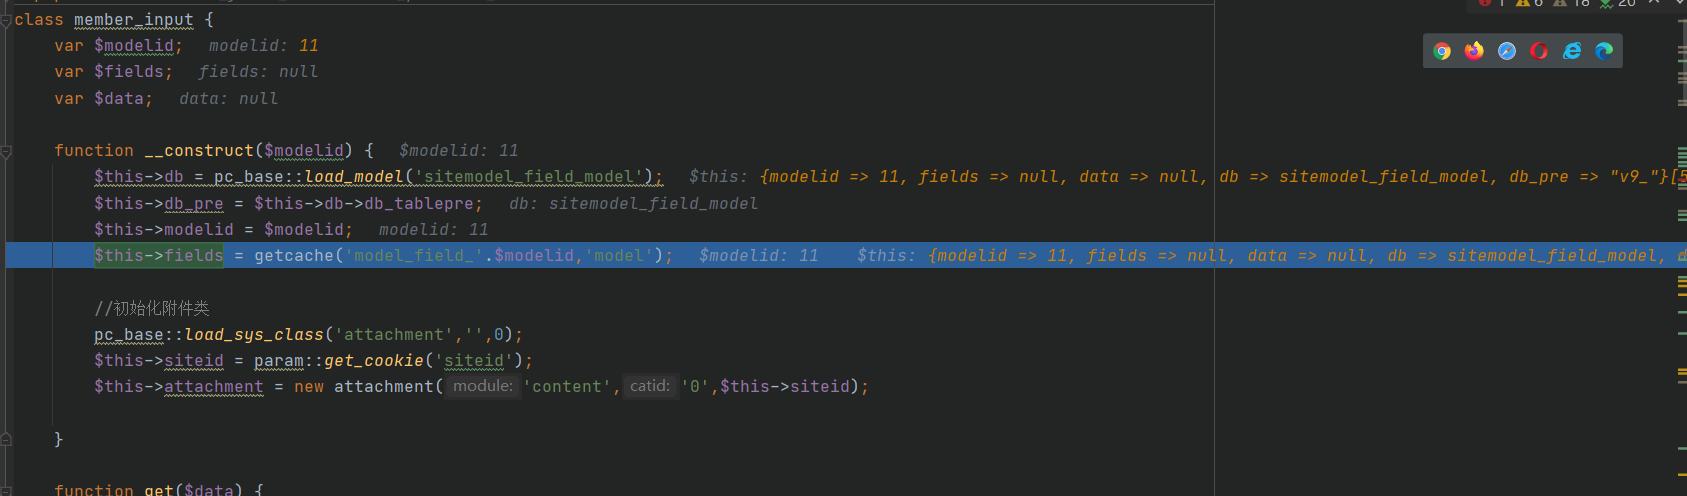 1 6 18 20
class member_input {
var $modelid; modelid: 11
var $fields; fields: null
var $data; data: null
function __construct($modelid) { $modelid: 11
$this->db = pc_base::load_model('sitemodel_field_model'); $this: {modelid => 11, fields => null, data => null, db => sitemodel_field_model, db_pre => "v9_"}[5
$this->db_pre = $this->db->db_tablepre; db: sitemodel_field_model
$this->modelid = $modelid; modelid: 11
$this->fields = getcache('model_field_'.$modelid,'model'); $modelid: 11 $this: {modelid => 11, fields => null, data => null, db => sitemodel_field_model, d
//初始化附件类
pc_base::load_sys_class('attachment','',0);
$this->siteid = param::get_cookie('siteid');
$this->attachment = new attachment( module: 'content', catid: '0',$this->siteid);
}
function get($data) {